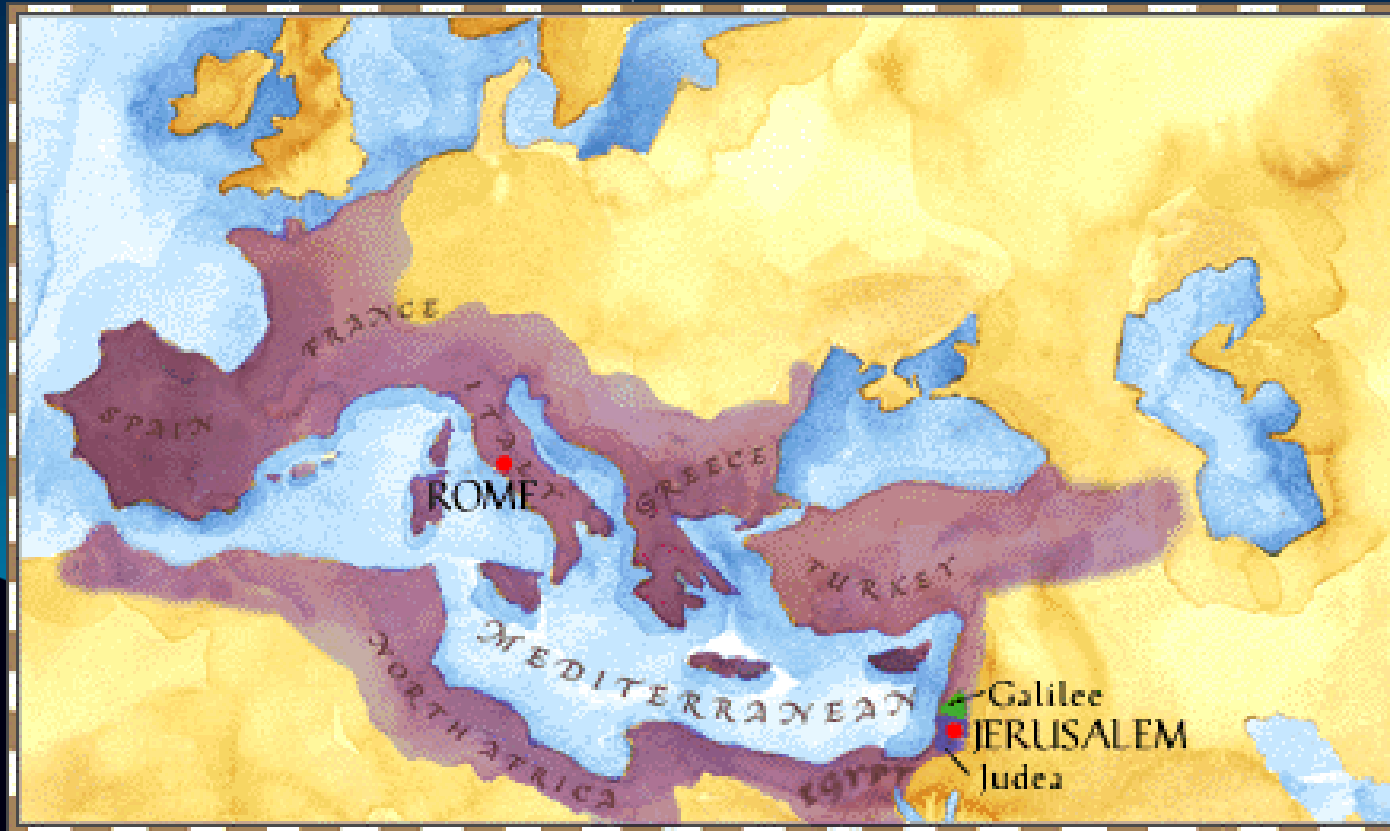 FRANCE
SPAIN
ITALY
ROME
GREECE
TURKEY
MEDITERRANEAN
NORTH AFRICA
EGYPT
Galilee
JERUSALEM
Judea